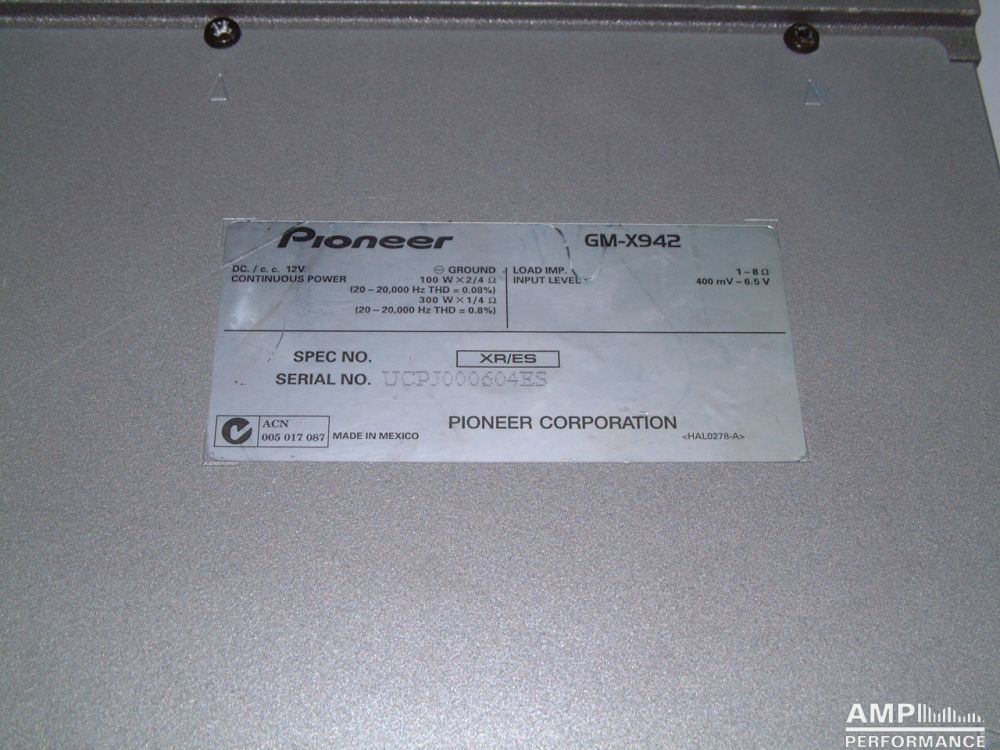 Pioneer GM-X942
DC. / c. c. 12V ⊖ GROUND
CONTINUOUS POWER 100 W × 2/4 Ω
(20 – 20,000 Hz THD = 0.08%)
300 W × 1/4 Ω
(20 – 20,000 Hz THD = 0.8%)
LOAD IMP. 1 – 8 Ω
INPUT LEVEL 400 mV – 6.5 V
SPEC NO. XR/ES
SERIAL NO. UCPJ000604ES
ACN
005 017 087 MADE IN MEXICO
PIONEER CORPORATION
<HAL0278-A>
AMP
PERFORMANCE